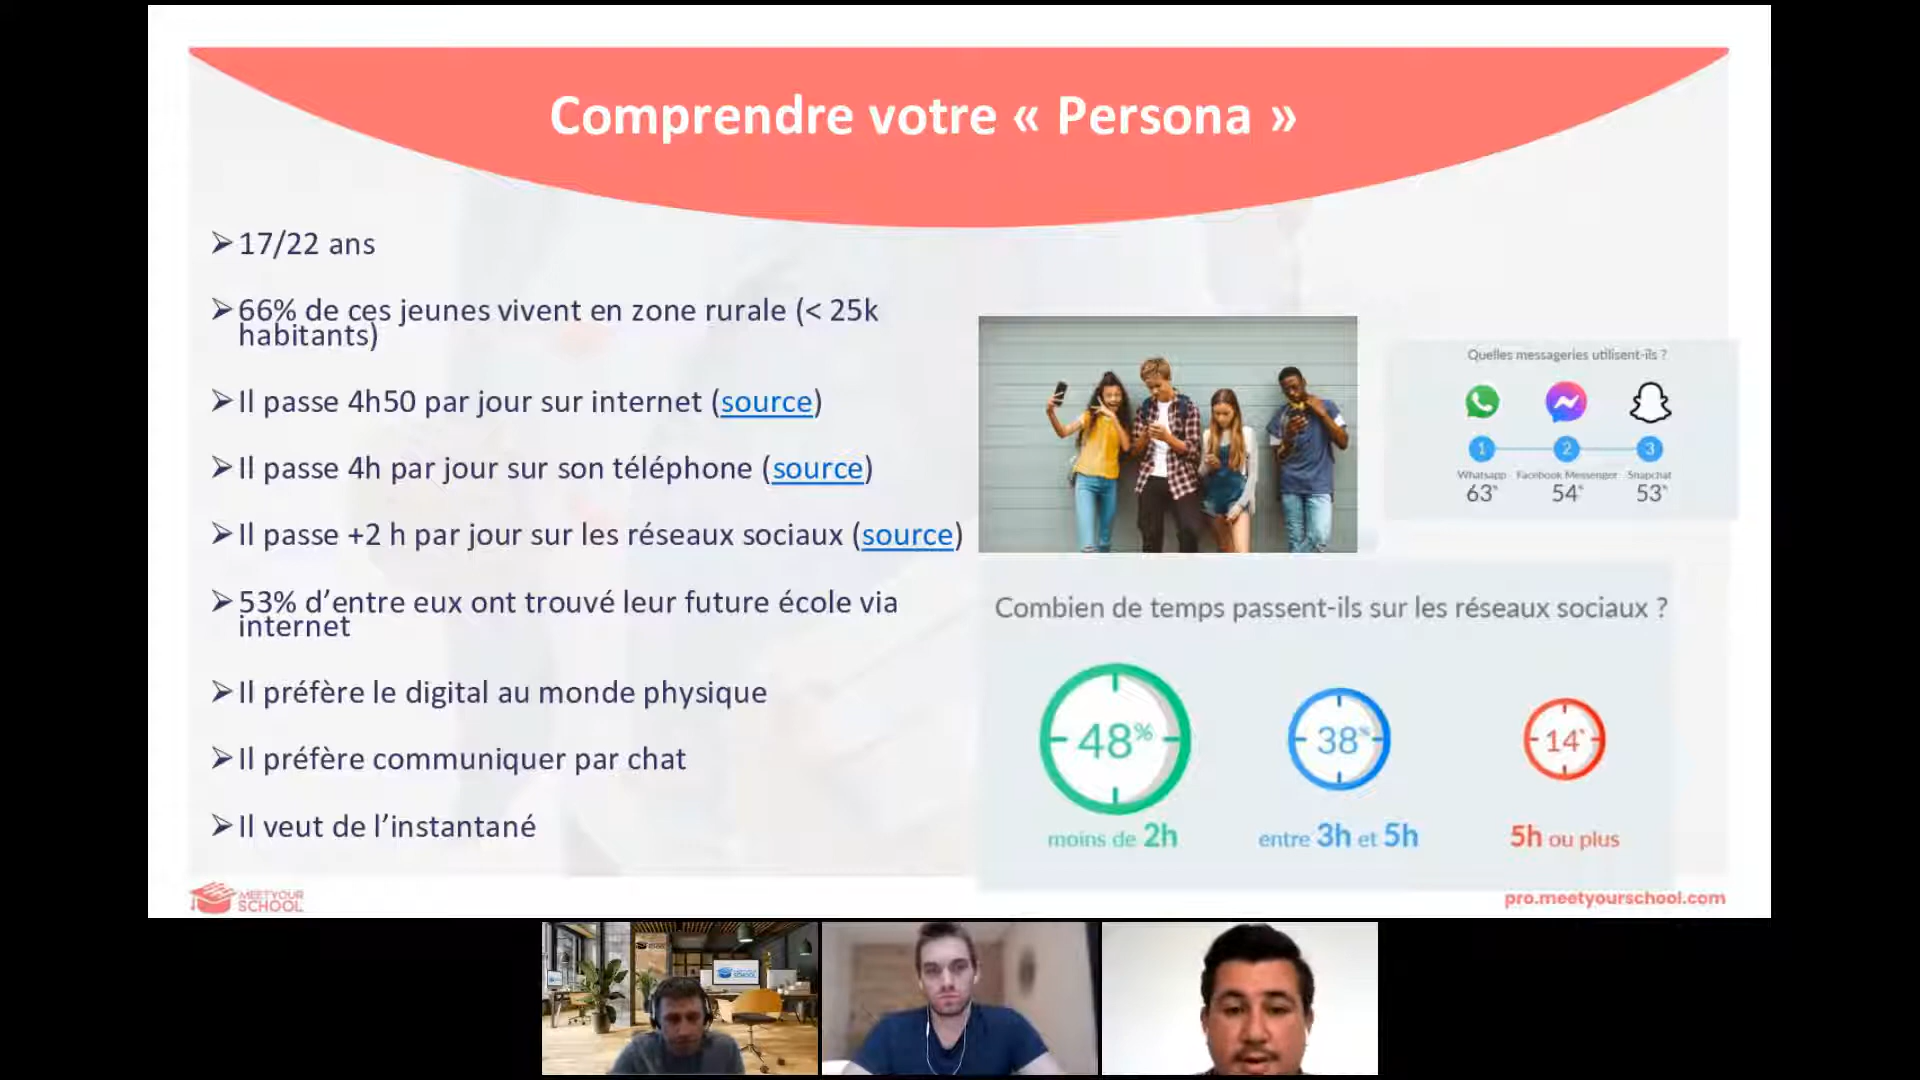 Comprendre votre « Persona »
➢17/22 ans
➢66% de ces jeunes vivent en zone rurale (< 25k
habitants)
➢Il passe 4h50 par jour sur internet (source)
➢Il passe 4h par jour sur son téléphone (source)
➢Il passe +2 h par jour sur les réseaux sociaux (source)
➢53% d’entre eux ont trouvé leur future école via
internet
➢Il préfère le digital au monde physique
➢Il préfère communiquer par chat
➢Il veut de l’instantané
Quelles messageries utilisent-ils ?
1 2 3
Whatsapp Facebook Messenger Snapchat
63% 54% 53%
Combien de temps passent-ils sur les réseaux sociaux ?
48% 38% 14%
moins de 2h entre 3h et 5h 5h ou plus
MEETYOUR
SCHOOL
pro.meetyourschool.com